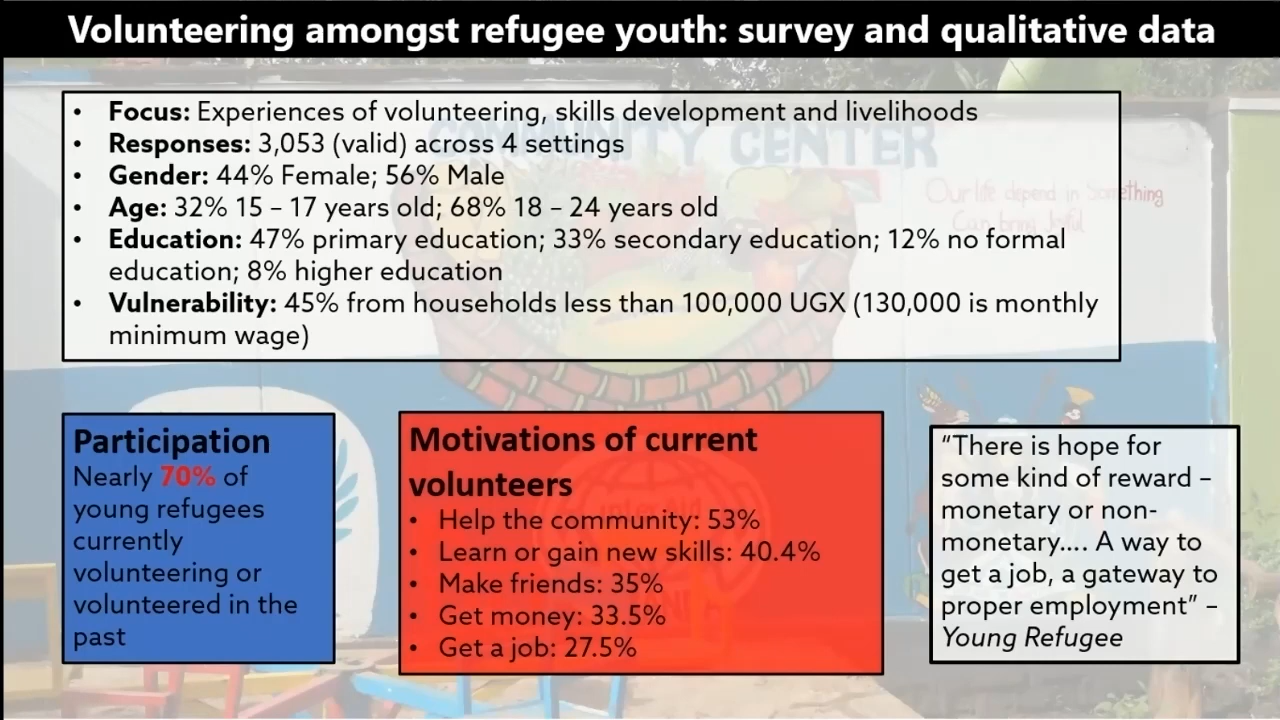 Volunteering amongst refugee youth: survey and qualitative data
• Focus: Experiences of volunteering, skills development and livelihoods
• Responses: 3,053 (valid) across 4 settings
• Gender: 44% Female; 56% Male
• Age: 32% 15 – 17 years old; 68% 18 – 24 years old
• Education: 47% primary education; 33% secondary education; 12% no formal
education; 8% higher education
• Vulnerability: 45% from households less than 100,000 UGX (130,000 is monthly
minimum wage)
COMMUNITY CENTER
Our life depend in Something
Can bring Joyful
Participation
Nearly 70% of
young refugees
currently
volunteering or
volunteered in the
past
Motivations of current
volunteers
• Help the community: 53%
• Learn or gain new skills: 40.4%
• Make friends: 35%
• Get money: 33.5%
• Get a job: 27.5%
“There is hope for
some kind of reward –
monetary or non-
monetary…. A way to
get a job, a gateway to
proper employment” –
Young Refugee